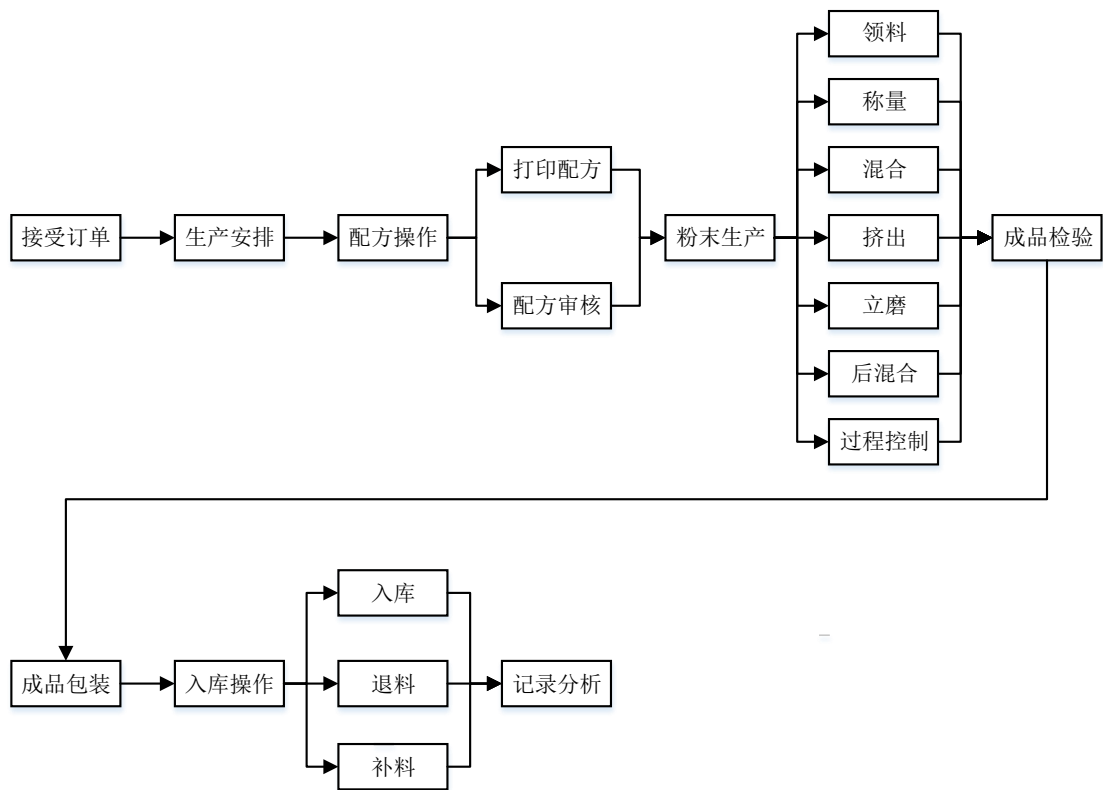 领料
称量
打印配方
混合
接受订单
生产安排
配方操作
粉末生产
挤出
成品检验
配方审核
立磨
后混合
过程控制
入库
成品包装
入库操作
退料
记录分析
补料